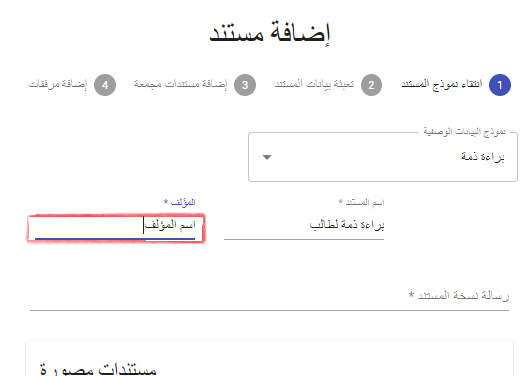 إضافة مستند
1 انتقاء نموذج المستند 2 تعبئة بيانات المستند 3 إضافة مستندات مجمعة 4 إضافة مرفقات
نموذج البيانات الوصفية
براءة ذمة
اسم المستند * المؤلف *
براءة ذمة لطالب اسم المؤلف
رسالة نسخة المستند *
مستندات مصورة